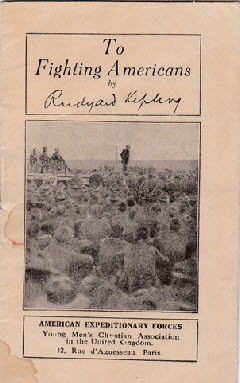 To
Fighting Americans
by
Rudyard Kipling
AMERICAN EXPEDITIONARY FORCES
Young Men's Christian Association
in the United Kingdom.
12, Rue d'Aguesseau, Paris.